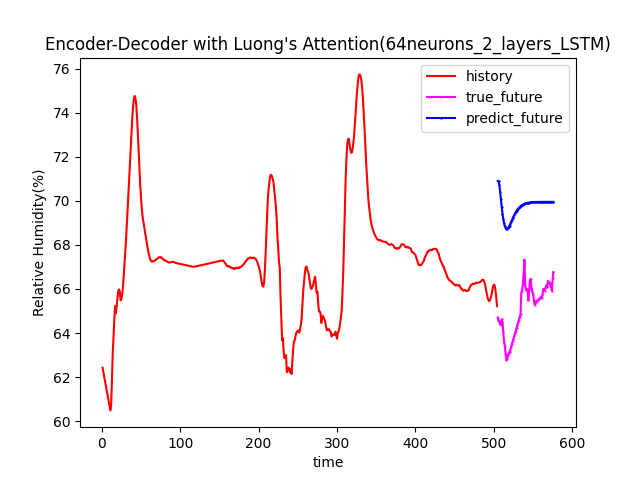 Encoder-Decoder with Luong's Attention(64neurons_2_layers_LSTM)
history
true_future
predict_future
Relative Humidity(%)
76
74
72
70
68
66
64
62
60
0 100 200 300 400 500 600
time